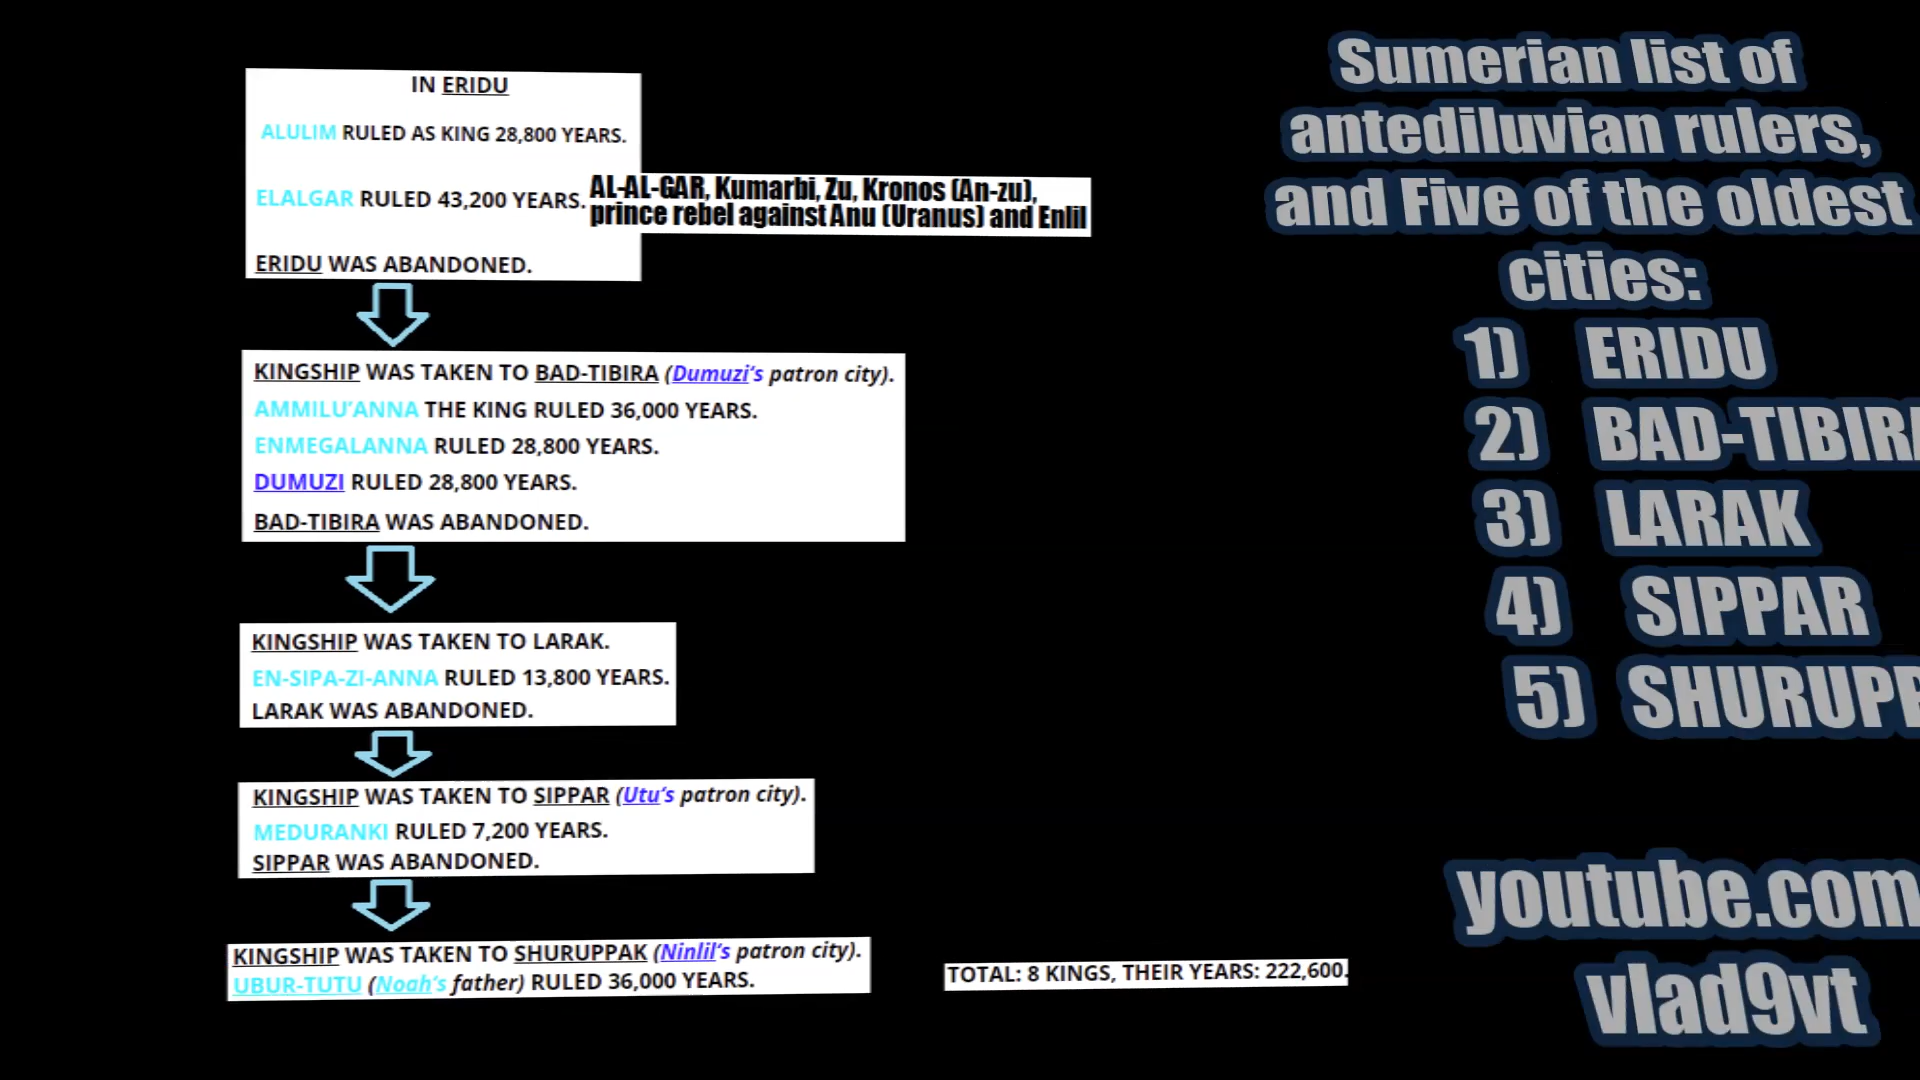 IN ERIDU
ALULIM RULED AS KING 28,800 YEARS.
ELALGAR RULED 43,200 YEARS.
AL-AL-GAR, Kumarbi, Zu, Kronos (An-zu),
prince rebel against Anu (Uranus) and Enlil
ERIDU WAS ABANDONED.
KINGSHIP WAS TAKEN TO BAD-TIBIRA (Dumuzi's patron city).
AMMILU'ANNA THE KING RULED 36,000 YEARS.
ENMEGALANNA RULED 28,800 YEARS.
DUMUZI RULED 28,800 YEARS.
BAD-TIBIRA WAS ABANDONED.
KINGSHIP WAS TAKEN TO LARAK.
EN-SIPA-ZI-ANNA RULED 13,800 YEARS.
LARAK WAS ABANDONED.
KINGSHIP WAS TAKEN TO SIPPAR (Utu's patron city).
MEDURANKI RULED 7,200 YEARS.
SIPPAR WAS ABANDONED.
KINGSHIP WAS TAKEN TO SHURUPPAK (Ninlil's patron city).
UBUR-TUTU (Noah's father) RULED 36,000 YEARS.
TOTAL: 8 KINGS, THEIR YEARS: 222,600.
Sumerian list of
antediluvian rulers,
and Five of the oldest
cities:
1) ERIDU
2) BAD-TIBIRA
3) LARAK
4) SIPPAR
5) SHURUPP
youtube.com
vlad9vt